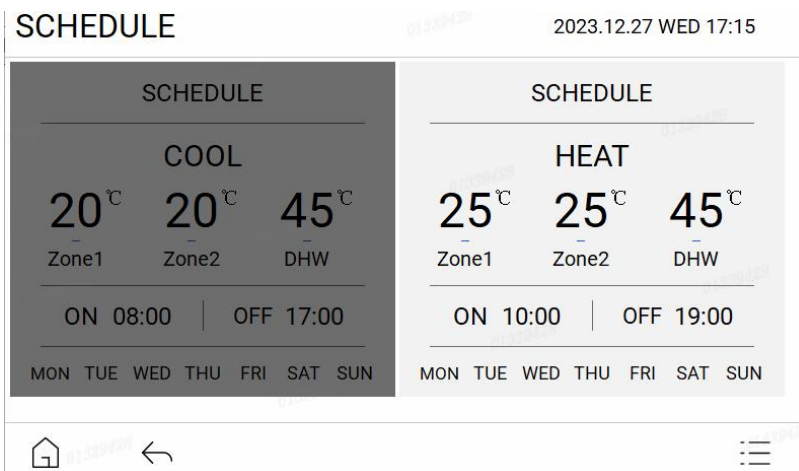 SCHEDULE 2023.12.27 WED 17:15
SCHEDULE
COOL
20℃ 20℃ 45℃
Zone1 Zone2 DHW
ON 08:00 OFF 17:00
MON TUE WED THU FRI SAT SUN
SCHEDULE
HEAT
25℃ 25℃ 45℃
Zone1 Zone2 DHW
ON 10:00 OFF 19:00
MON TUE WED THU FRI SAT SUN